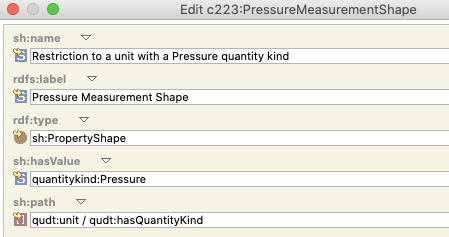 Edit c223:PressureMeasurementShape
sh:name
Restriction to a unit with a Pressure quantity kind
rdfs:label
Pressure Measurement Shape
rdf:type
sh:PropertyShape
sh:hasValue
quantitykind:Pressure
sh:path
qudt:unit / qudt:hasQuantityKind